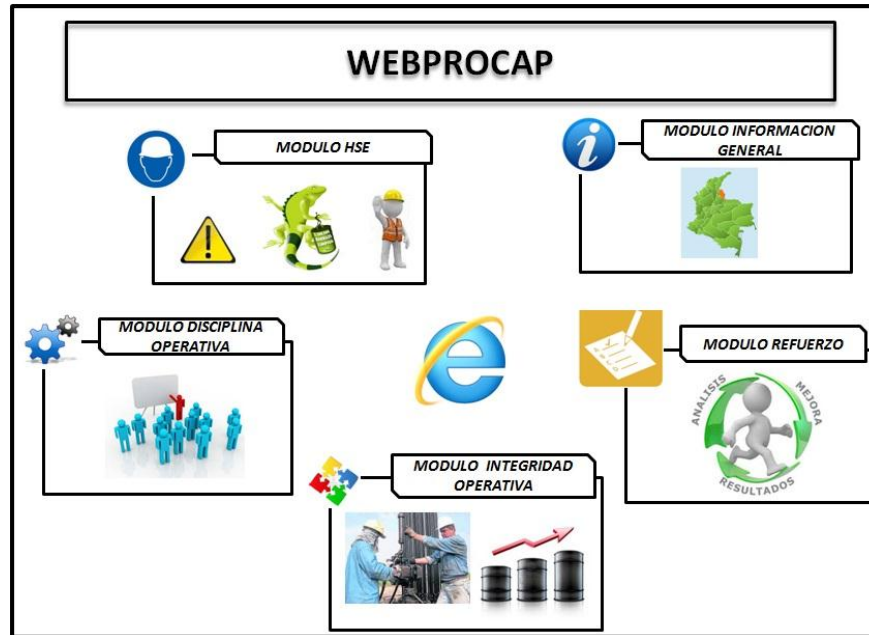 WEBPROCAP
MODULO HSE
MODULO INFORMACION
GENERAL
MODULO DISCIPLINA
OPERATIVA
MODULO REFUERZO
ANALISIS
MEJORA
RESULTADOS
MODULO INTEGRIDAD
OPERATIVA